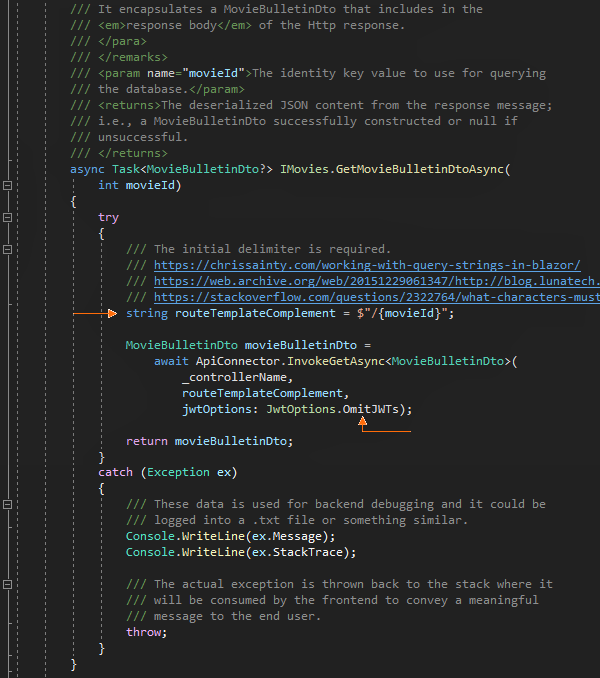 /// It encapsulates a MovieBulletinDto that includes in the
/// <em>response body</em> of the Http response.
/// </para>
/// </remarks>
/// <param name="movieId">The identity key value to use for querying
/// the database.</param>
/// <returns>The deserialized JSON content from the response message;
/// i.e., a MovieBulletinDto successfully constructed or null if
/// unsuccessful.
/// </returns>
async Task<MovieBulletinDto?> IMovies.GetMovieBulletinDtoAsync(
int movieId)
{
try
{
/// The initial delimiter is required.
/// https://chrissainty.com/working-with-query-strings-in-blazor/
/// https://web.archive.org/web/20151229061347/http://blog.lunatech.
/// https://stackoverflow.com/questions/2322764/what-characters-must
string routeTemplateComplement = $"/{movieId}";
MovieBulletinDto movieBulletinDto =
await ApiConnector.InvokeGetAsync<MovieBulletinDto>(
_controllerName,
routeTemplateComplement,
jwtOptions: JwtOptions.OmitJWTs);
return movieBulletinDto;
}
catch (Exception ex)
{
/// These data is used for backend debugging and it could be
/// logged into a .txt file or something similar.
Console.WriteLine(ex.Message);
Console.WriteLine(ex.StackTrace);
/// The actual exception is thrown back to the stack where it
/// will be consumed by the frontend to convey a meaningful
/// message to the end user.
throw;
}
}